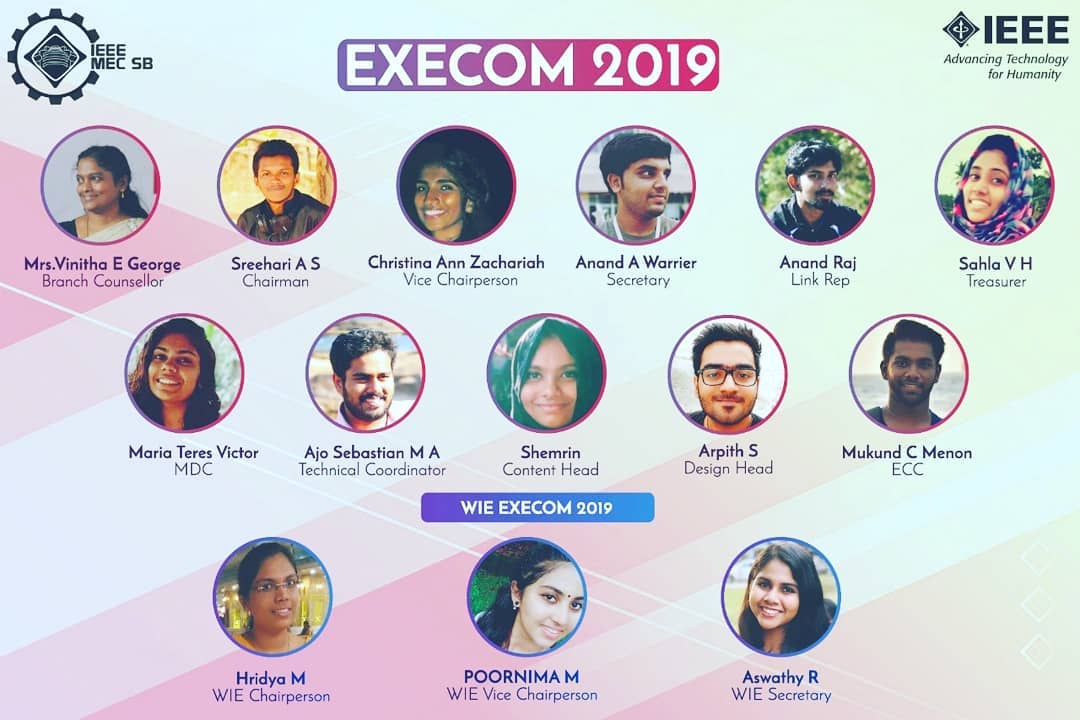 IEEE
MEC SB
EXECOM 2019
IEEE
Advancing Technology
for Humanity
Mrs.Vinitha E George
Branch Counsellor
Sreehari A S
Chairman
Christina Ann Zachariah
Vice Chairperson
Anand A Warrier
Secretary
Anand Raj
Link Rep
Sahla V H
Treasurer
Maria Teres Victor
MDC
Ajo Sebastian M A
Technical Coordinator
Shemrin
Content Head
Arpith S
Design Head
Mukund C Menon
ECC
WIE EXECOM 2019
Hridya M
WIE Chairperson
POORNIMA M
WIE Vice Chairperson
Aswathy R
WIE Secretary